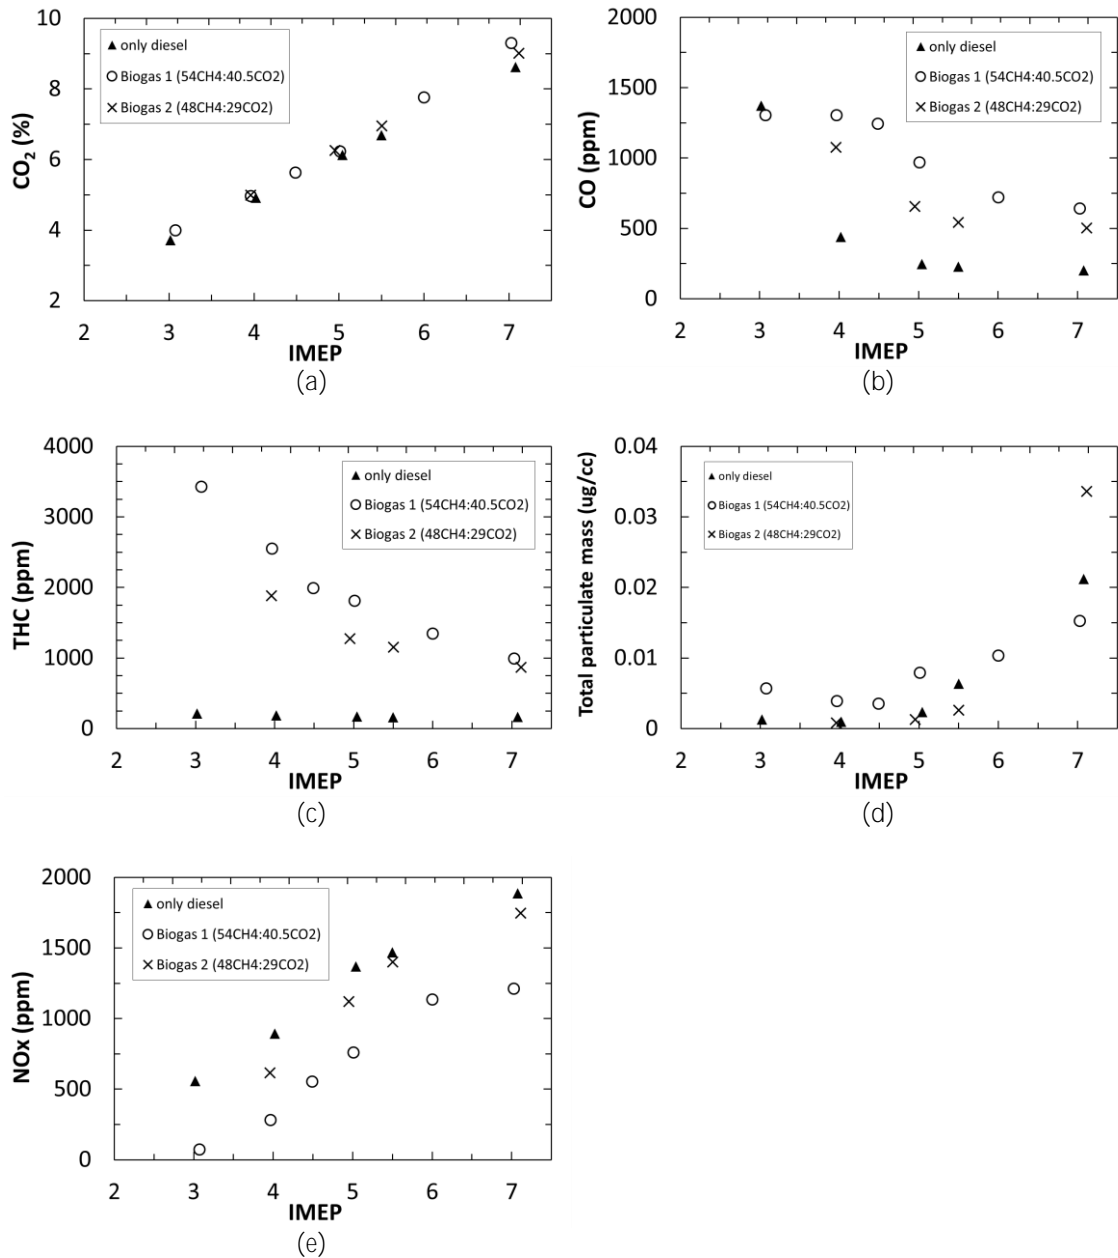 10
8
6
4
2
CO2 (%)
▲ only diesel
○ Biogas 1 (54CH4:40.5CO2)
× Biogas 2 (48CH4:29CO2)
2 3 4 5 6 7
IMEP
(a)
2000
1500
1000
500
0
CO (ppm)
▲ only diesel
○ Biogas 1 (54CH4:40.5CO2)
× Biogas 2 (48CH4:29CO2)
2 3 4 5 6 7
IMEP
(b)
4000
3000
2000
1000
0
THC (ppm)
▲ only diesel
○ Biogas 1 (54CH4:40.5CO2)
× Biogas 2 (48CH4:29CO2)
2 3 4 5 6 7
IMEP
(c)
0.04
0.03
0.02
0.01
0
Total particulate mass (ug/cc)
▲ only diesel
○ Biogas 1 (54CH4:40.5CO2)
× Biogas 2 (48CH4:29CO2)
2 3 4 5 6 7
IMEP
(d)
2000
1500
1000
500
0
NOx (ppm)
▲ only diesel
○ Biogas 1 (54CH4:40.5CO2)
× Biogas 2 (48CH4:29CO2)
2 3 4 5 6 7
IMEP
(e)